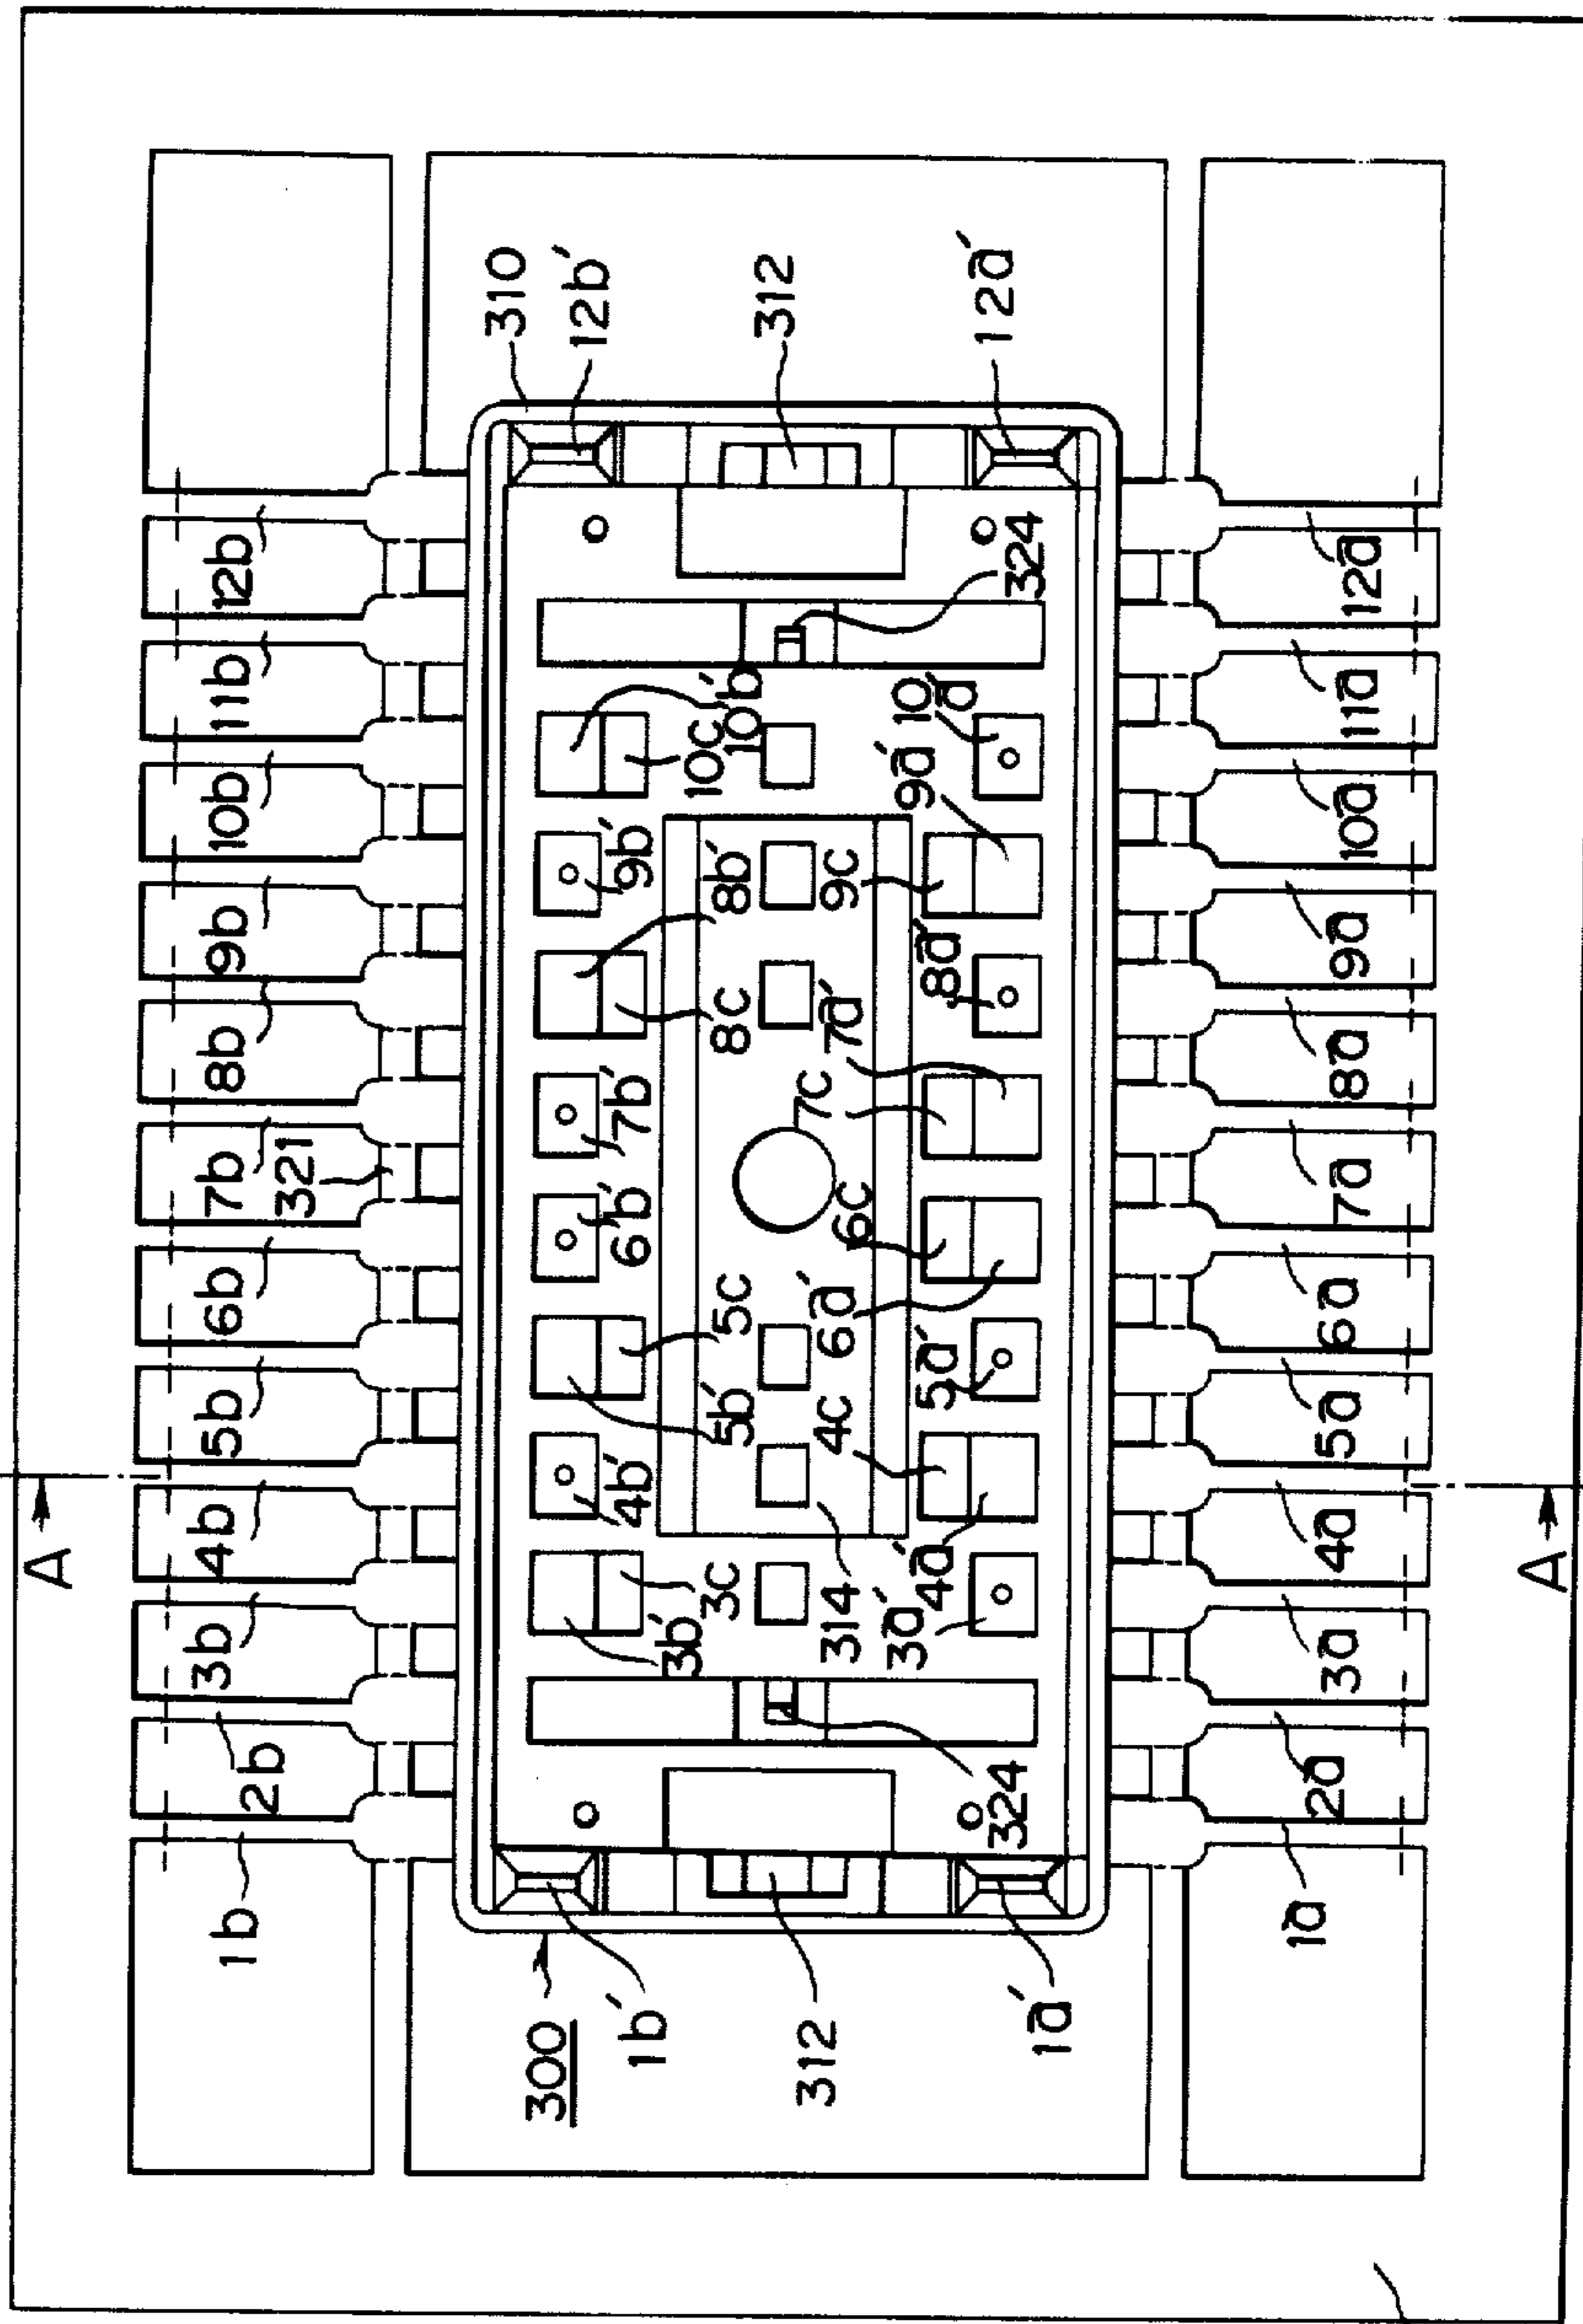 310
12b′
312
12a′
12b
11b
10b
9b
8b
7b
321
6b
5b
4b
3b
2b
1b
324
10b′
10c
10a′
9a′
9b′
8b′
9c
8a′
8c
7a′
7b′
7c
6b′
6c
5c
6a′
5a′
5b′
4c
4b′
4a′
3c
3b′
314
3a′
324
12a
11a
10a
9a
8a
7a
6a
5a
4a
3a
2a
1a
A
A
300
1b′
312
1a′